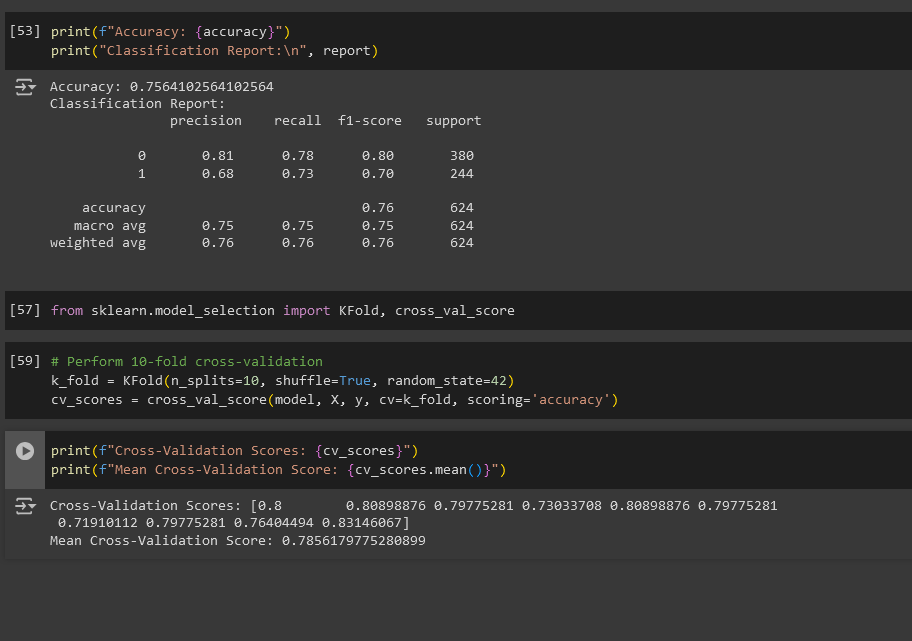 [53] print(f"Accuracy: {accuracy}")
print("Classification Report:\n", report)
Accuracy: 0.7564102564102564
Classification Report:
precision recall f1-score support
0 0.81 0.78 0.80 380
1 0.68 0.73 0.70 244
accuracy 0.76 624
macro avg 0.75 0.75 0.75 624
weighted avg 0.76 0.76 0.76 624
[57] from sklearn.model_selection import KFold, cross_val_score
[59] # Perform 10-fold cross-validation
k_fold = KFold(n_splits=10, shuffle=True, random_state=42)
cv_scores = cross_val_score(model, X, y, cv=k_fold, scoring='accuracy')
print(f"Cross-Validation Scores: {cv_scores}")
print(f"Mean Cross-Validation Score: {cv_scores.mean()}")
Cross-Validation Scores: [0.8 0.80898876 0.79775281 0.73033708 0.80898876 0.79775281
0.71910112 0.79775281 0.76404494 0.83146067]
Mean Cross-Validation Score: 0.7856179775280899